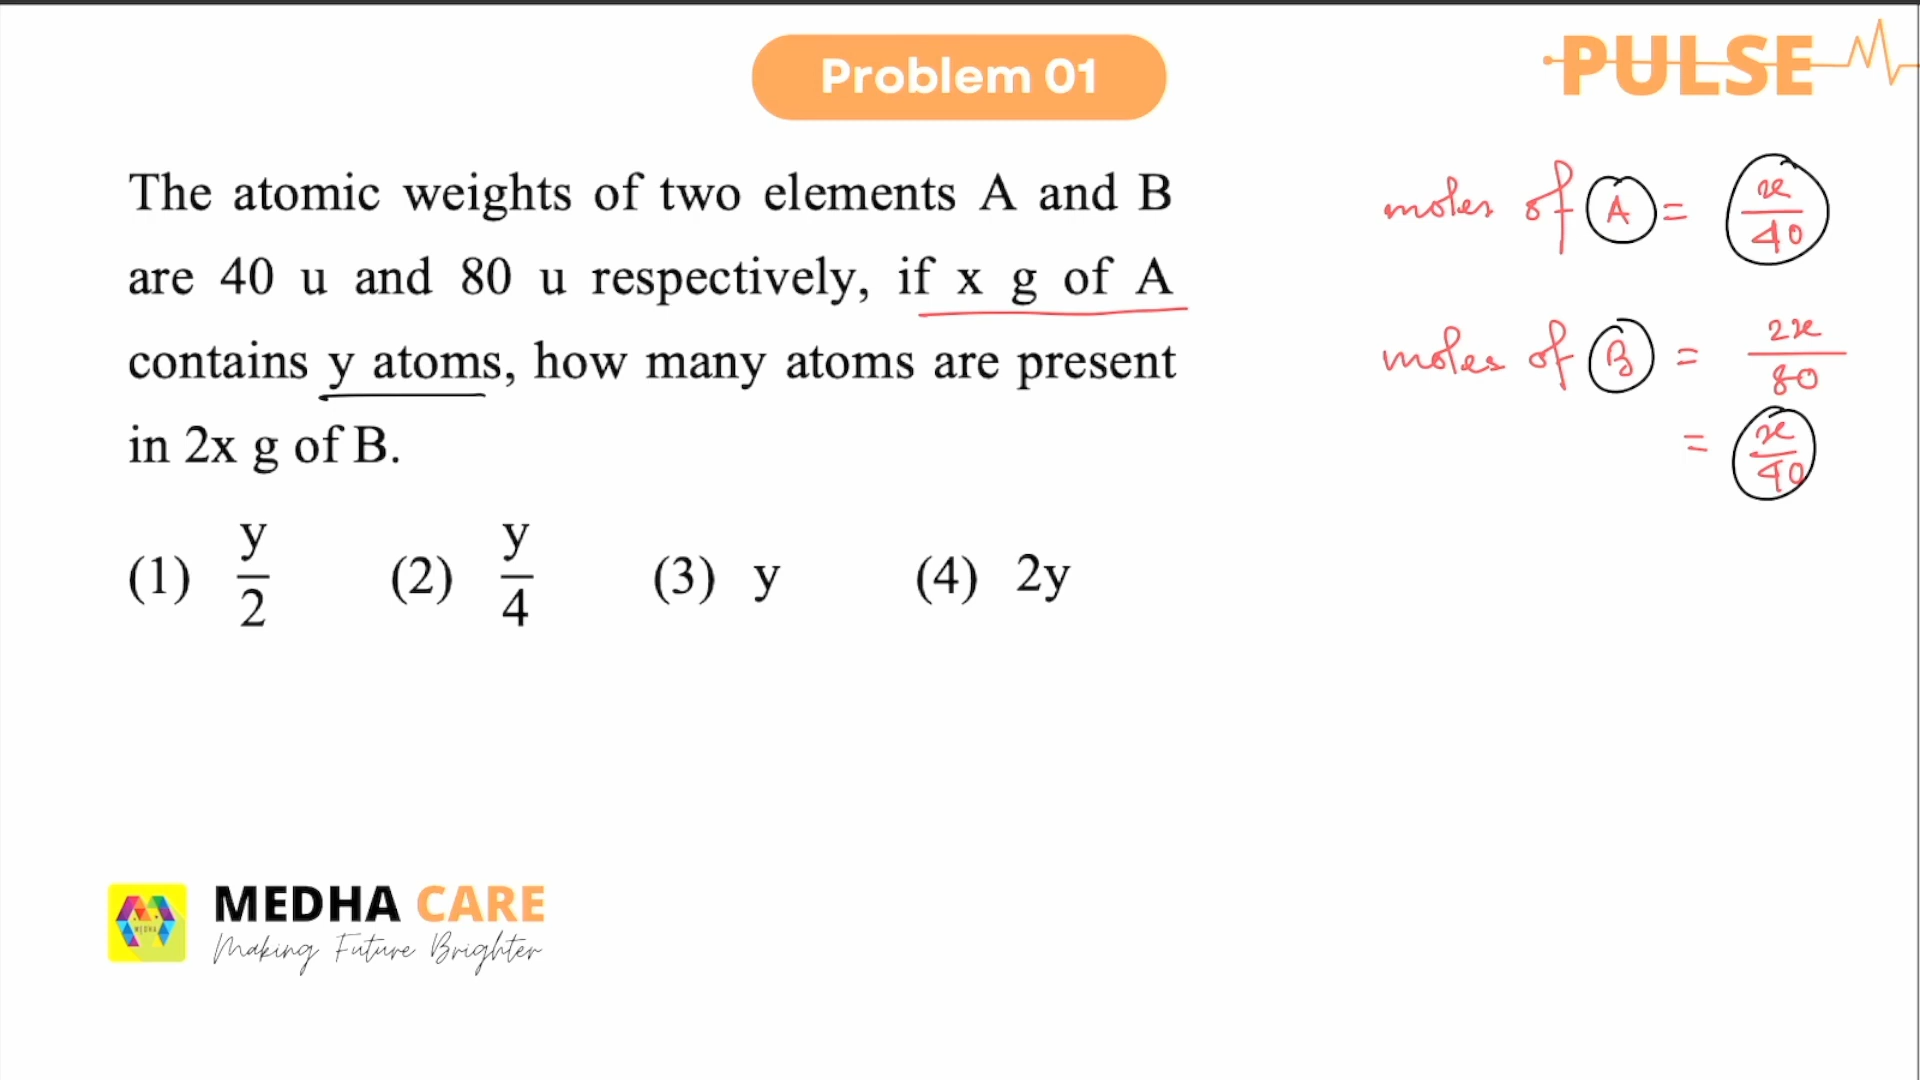 Problem 01
PULSE
The atomic weights of two elements A and B
are 40 u and 80 u respectively, if x g of A
contains y atoms, how many atoms are present
in 2x g of B.
(1) y/2 (2) y/4 (3) y (4) 2y
moles of A = x/40
moles of B = 2x/80
= x/40
MEDHA CARE
Making Future Brighter
MEDHA